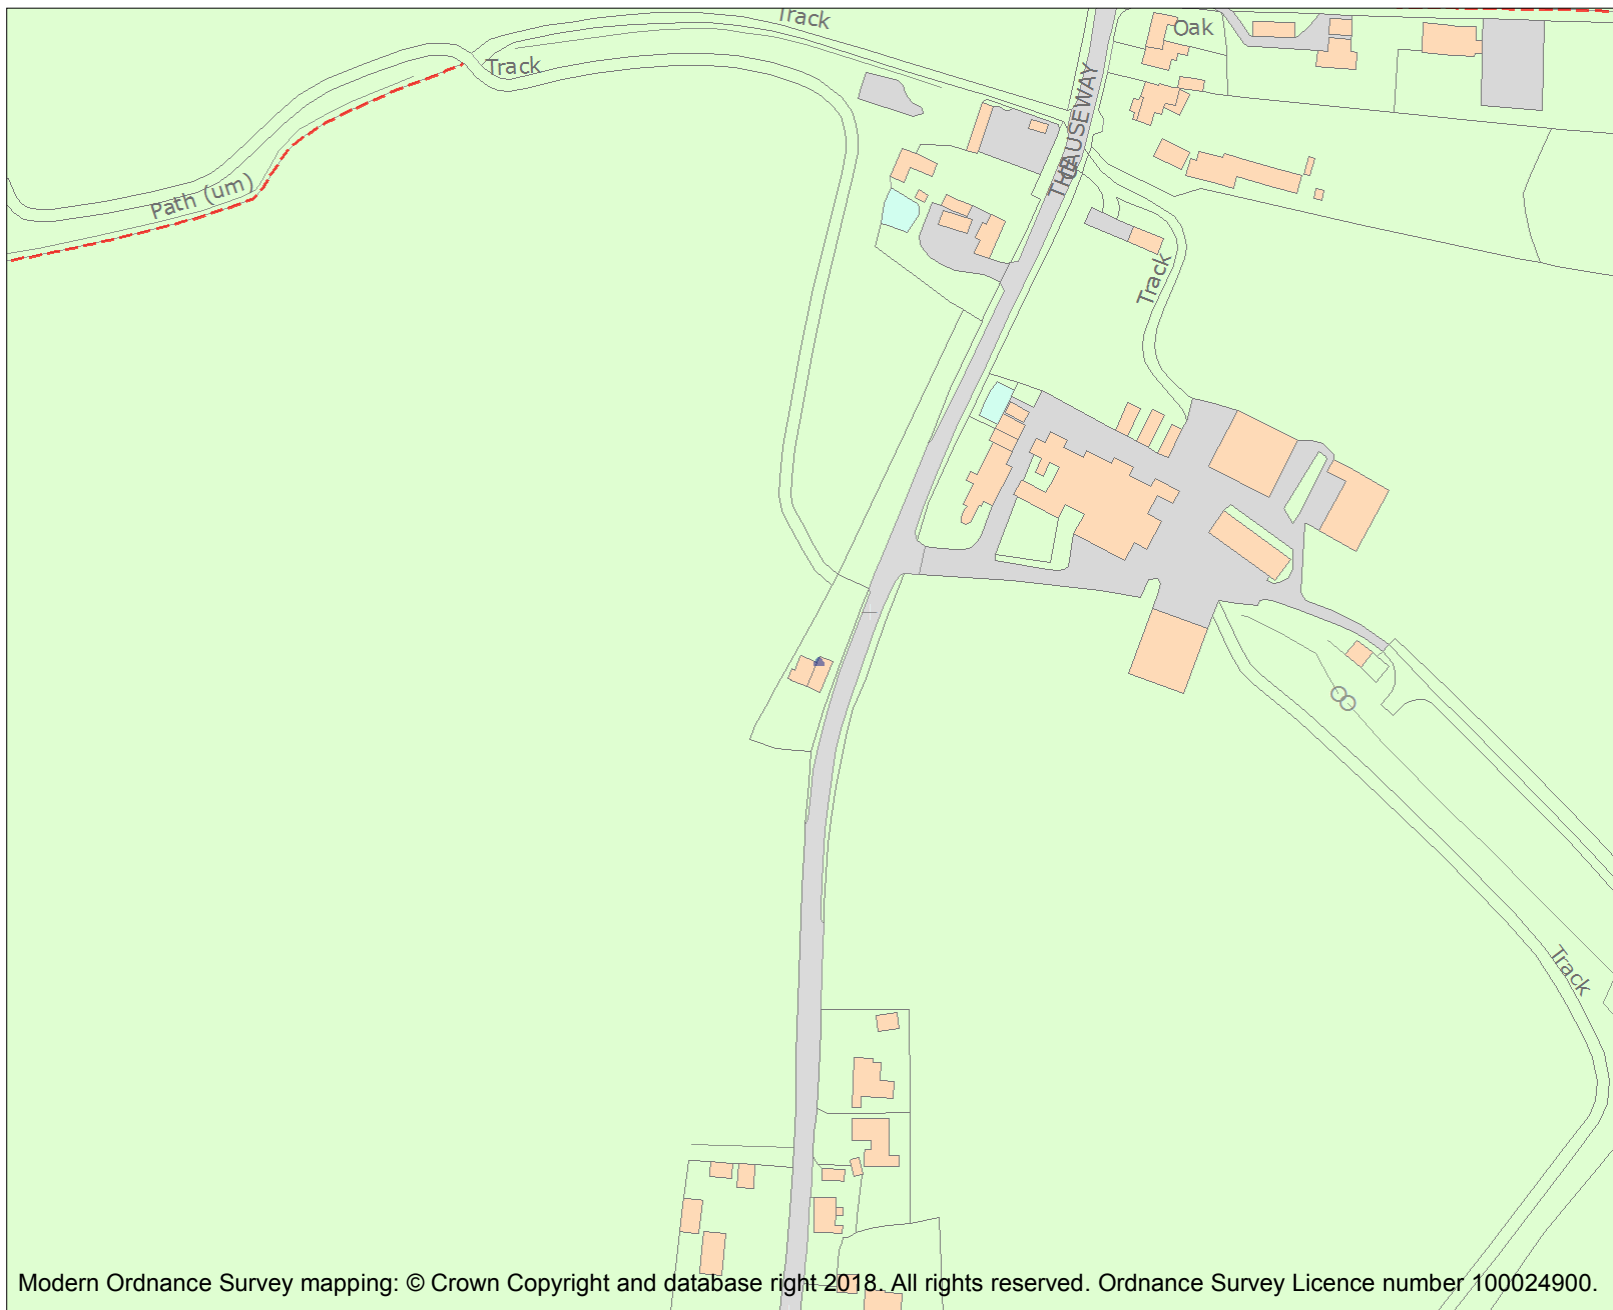 Track
Oak
Track
THE CAUSEWAY
Path (um)
Track
Track
Modern Ordnance Survey mapping: © Crown Copyright and database right 2018. All rights reserved. Ordnance Survey Licence number 100024900.